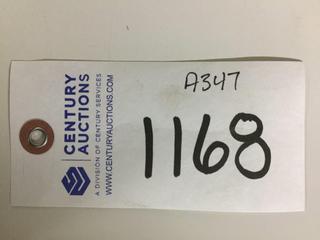 A347
1168
CENTURY
AUCTIONS
A DIVISION OF CENTURY SERVICES
WWW.CENTURYAUCTIONS.COM